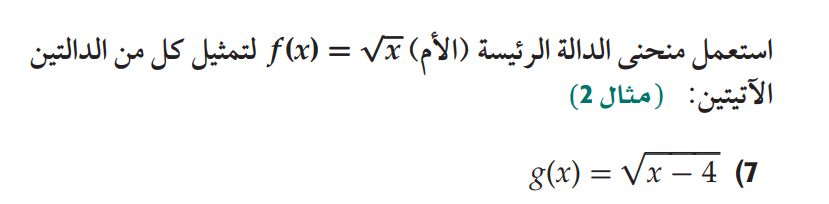 استعمل منحنى الدالة الرئيسة (الأم) f(x) = √x لتمثيل كل من الدالتين
الآتيتين: (مثال 2)
7) g(x) = √(x − 4)